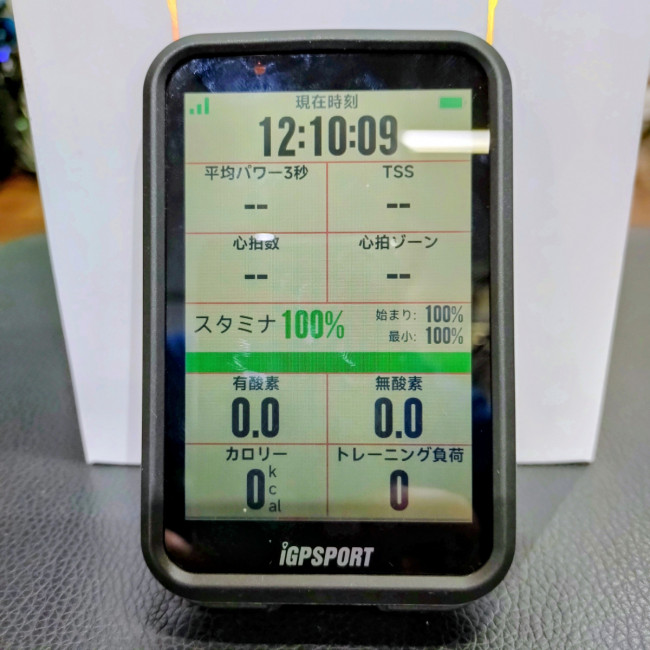 現在時刻
12:10:09
平均パワー3秒 TSS
-- --
心拍数 心拍ゾーン
-- --
スタミナ 100% 始まり: 100%
最小: 100%
有酸素 無酸素
0.0 0.0
カロリー トレーニング負荷
0 kcal 0
iGPSPORT